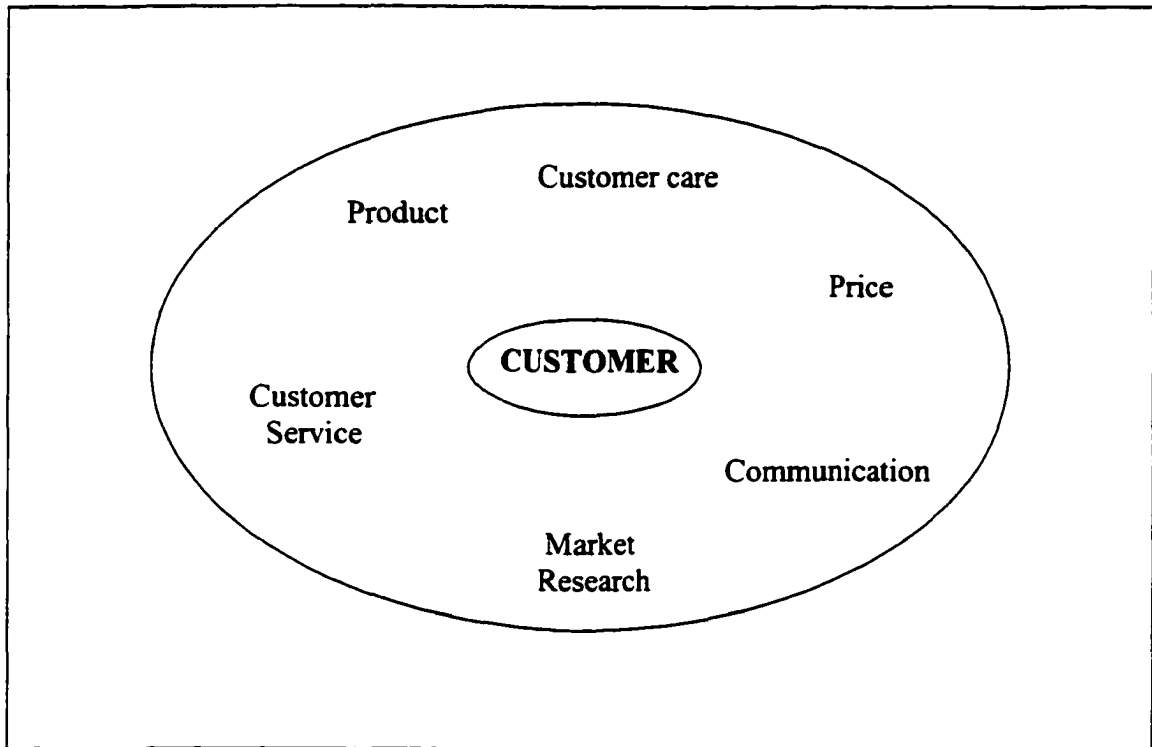 Customer care
Product
Price
CUSTOMER
Customer
Service
Communication
Market
Research